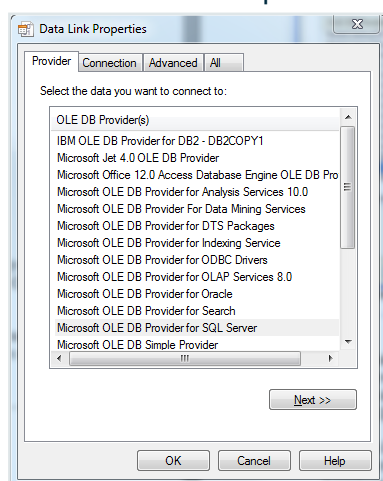 Data Link Properties
Provider Connection Advanced All
Select the data you want to connect to:
OLE DB Provider(s)
IBM OLE DB Provider for DB2 - DB2COPY1
Microsoft Jet 4.0 OLE DB Provider
Microsoft Office 12.0 Access Database Engine OLE DB Pro
Microsoft OLE DB Provider for Analysis Services 10.0
Microsoft OLE DB Provider For Data Mining Services
Microsoft OLE DB Provider for DTS Packages
Microsoft OLE DB Provider for Indexing Service
Microsoft OLE DB Provider for ODBC Drivers
Microsoft OLE DB Provider for OLAP Services 8.0
Microsoft OLE DB Provider for Oracle
Microsoft OLE DB Provider for Search
Microsoft OLE DB Provider for SQL Server
Microsoft OLE DB Simple Provider
Next >>
OK Cancel Help